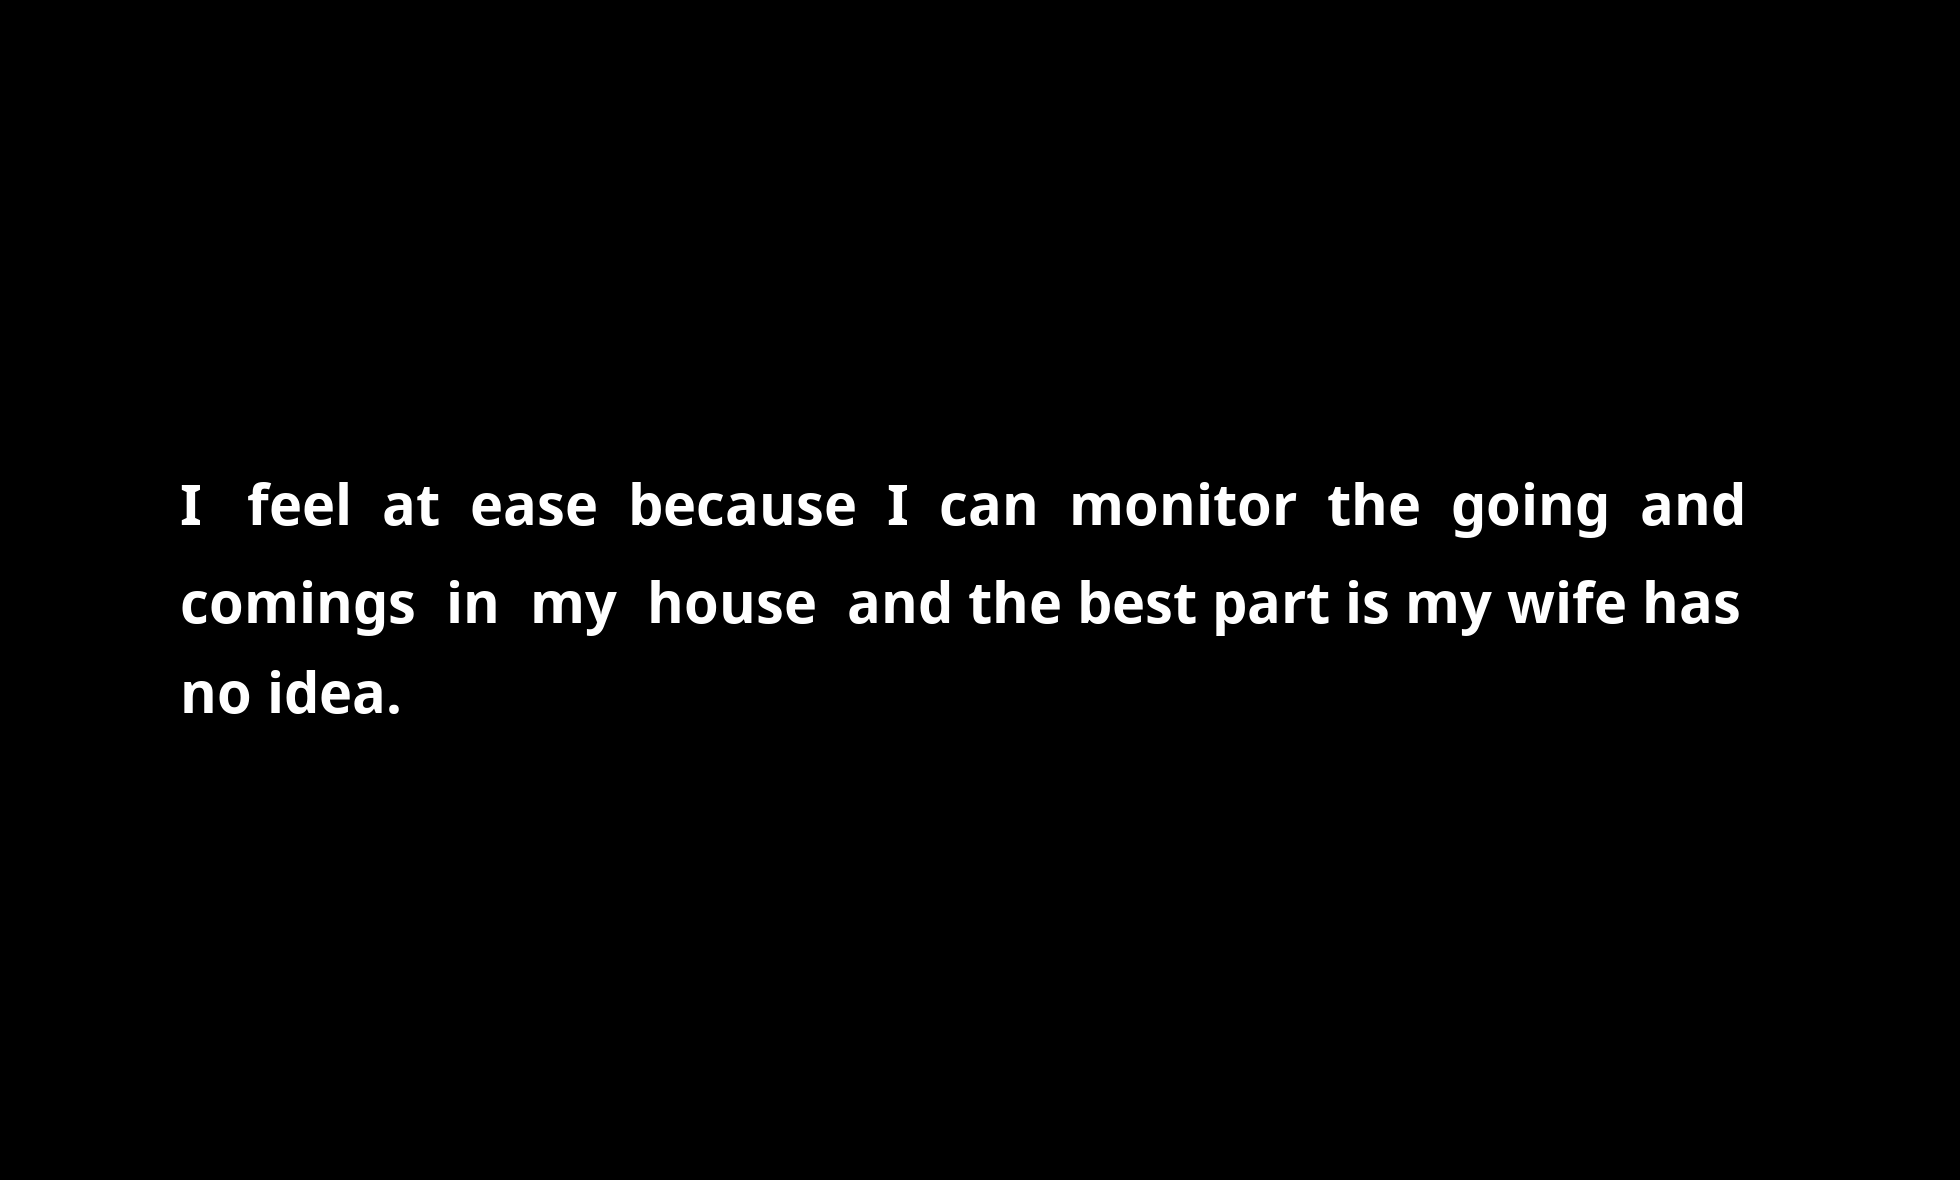 I feel at ease because I can monitor the going and
comings in my house and the best part is my wife has
no idea.